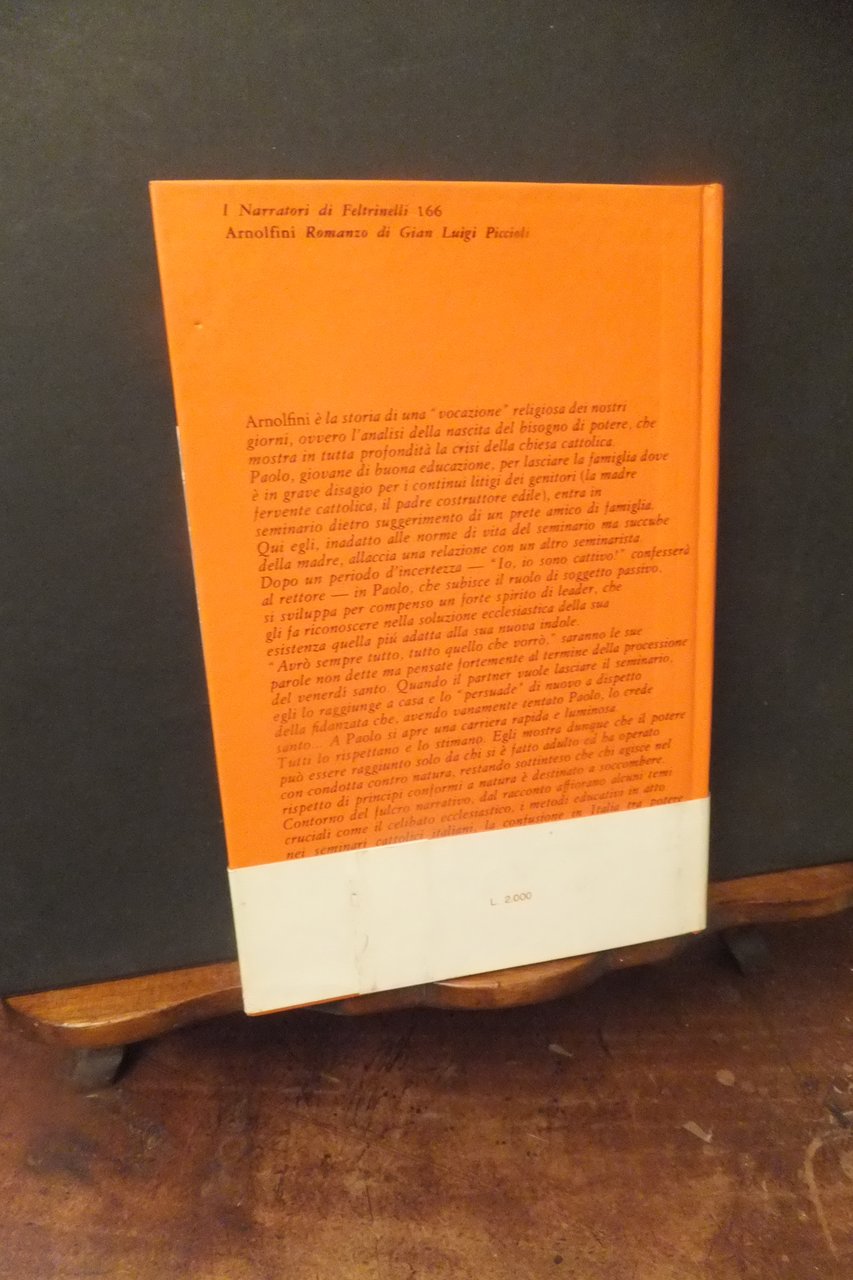 I Narratori di Feltrinelli 166
Arnolfini Romanzo di Gian Luigi Piccioli
Arnolfini è la storia di una "vocazione" religiosa dei nostri
giorni, ovvero l'analisi della nascita del bisogno di potere, che
mostra in tutta profondità la crisi della chiesa cattolica.
Paolo, giovane di buona educazione, per lasciare la famiglia dove
è in grave disagio per i continui litigi dei genitori (la madre
fervente cattolica, il padre costruttore edile), entra in
seminario dietro suggerimento di un prete amico di famiglia.
Qui egli, inadatto alle norme di vita del seminario ma succube
della madre, allaccia una relazione con un altro seminarista.
Dopo un periodo d'incertezza — "Io, io sono cattivo!" confesserà
al rettore — in Paolo, che subisce il ruolo di soggetto passivo,
si sviluppa per compenso un forte spirito di leader, che
gli fa riconoscere nella soluzione ecclesiastica della sua
esistenza quella piú adatta alla sua nuova indole.
"Avrò sempre tutto, tutto quello che vorrò," saranno le sue
parole non dette ma pensate fortemente al termine della processione
del venerdí santo. Quando il partner vuole lasciare il seminario,
egli lo raggiunge a casa e lo "persuade" di nuovo a dispetto
della fidanzata che, avendo vanamente tentato Paolo, lo crede
santo... A Paolo si apre una carriera rapida e luminosa.
Tutti lo rispettano e lo stimano. Egli mostra dunque che il potere
può essere raggiunto solo da chi si è fatto adulto ed ha operato
con condotta contro natura, restando sottinteso che chi agisce nel
rispetto di principi conformi a natura è destinato a soccombere.
Contorno del fulcro narrativo, dal racconto affiorano alcuni temi
cruciali come il celibato ecclesiastico, i metodi educativi in atto
nei seminari cattolici italiani, la confusione in Italia tra potere
L. 2.000